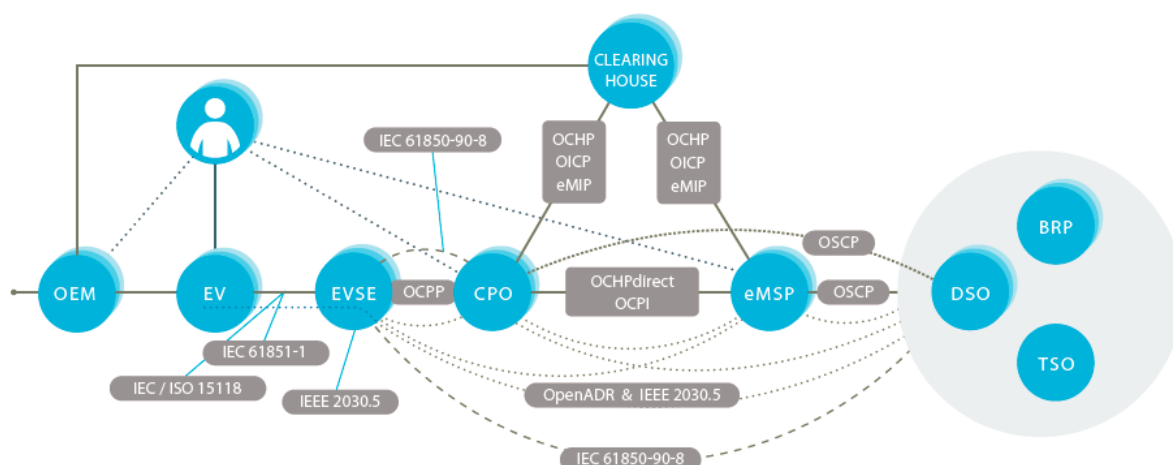 CLEARING
HOUSE
IEC 61850-90-8
OCHP
OICP
eMIP
OCHP
OICP
eMIP
BRP
OSCP
OEM
EV
EVSE
OCPP
CPO
OCHPdirect
OCPI
eMSP
OSCP
DSO
IEC 61851-1
TSO
IEC / ISO 15118
IEEE 2030.5
OpenADR & IEEE 2030.5
IEC 61850-90-8